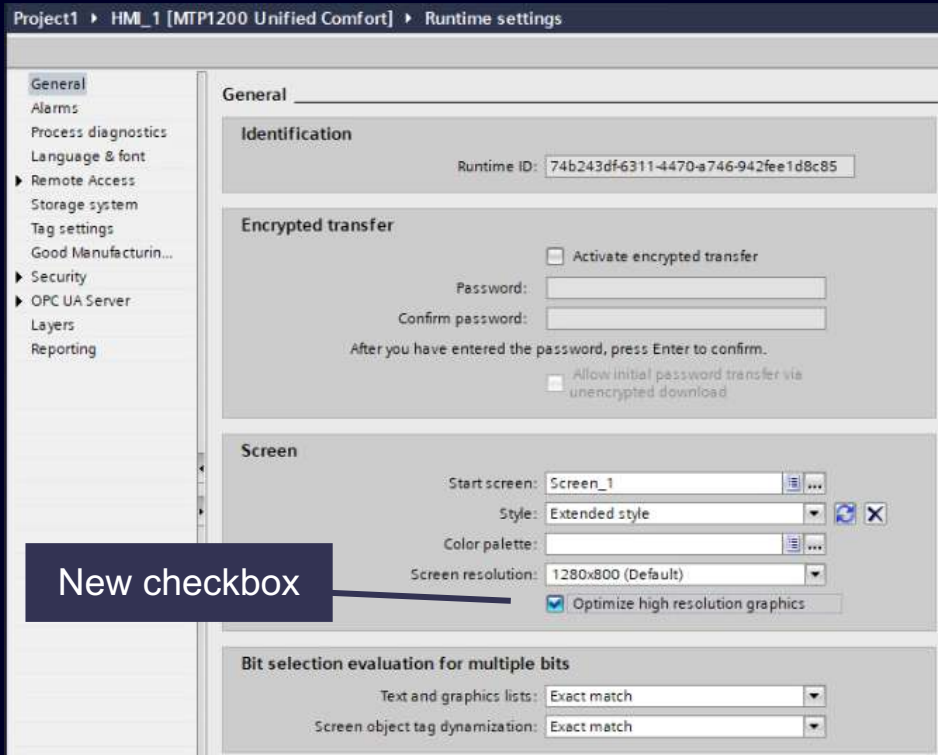 Project1 ▸ HMI_1 [MTP1200 Unified Comfort] ▸ Runtime settings
General
Alarms
Process diagnostics
Language & font
Remote Access
Storage system
Tag settings
Good Manufacturin...
Security
OPC UA Server
Layers
Reporting
General
Identification
Runtime ID: 74b243df-6311-4470-a746-942fee1d8c85
Encrypted transfer
Activate encrypted transfer
Password:
Confirm password:
After you have entered the password, press Enter to confirm.
Allow initial password transfer via
unencrypted download
Screen
Start screen: Screen_1 ...
Style: Extended style
Color palette: ...
Screen resolution: 1280x800 (Default)
New checkbox
Optimize high resolution graphics
Bit selection evaluation for multiple bits
Text and graphics lists: Exact match
Screen object tag dynamization: Exact match